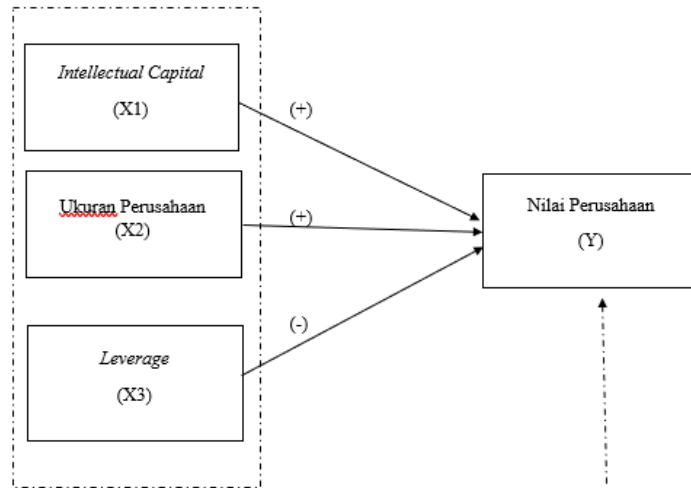 Intellectual Capital
(X1)
(+)
Ukuran Perusahaan
(X2)
(+)
Nilai Perusahaan
(Y)
(-)
Leverage
(X3)